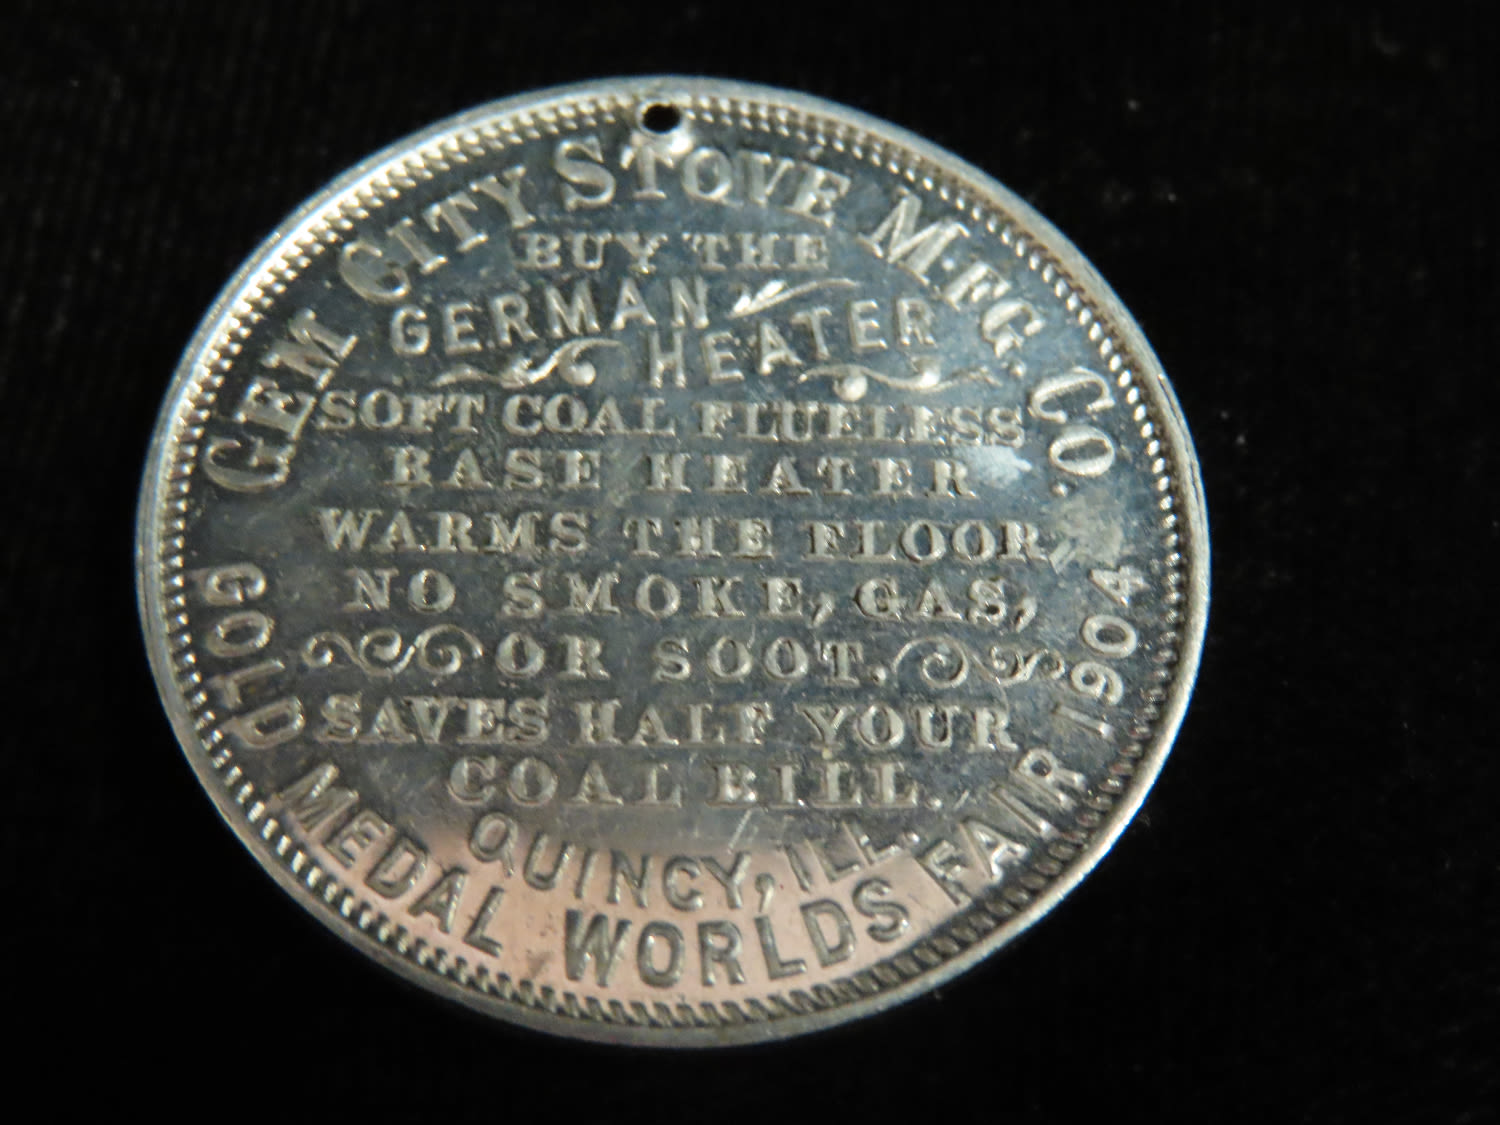 GEM CITY STOVE M'F'G. CO.
BUY THE
GERMAN
HEATER
SOFT COAL FLUELESS
BASE HEATER
WARMS THE FLOOR
NO SMOKE, GAS,
OR SOOT.
SAVES HALF YOUR
COAL BILL.
QUINCY, ILL.
GOLD MEDAL WORLDS FAIR 1904